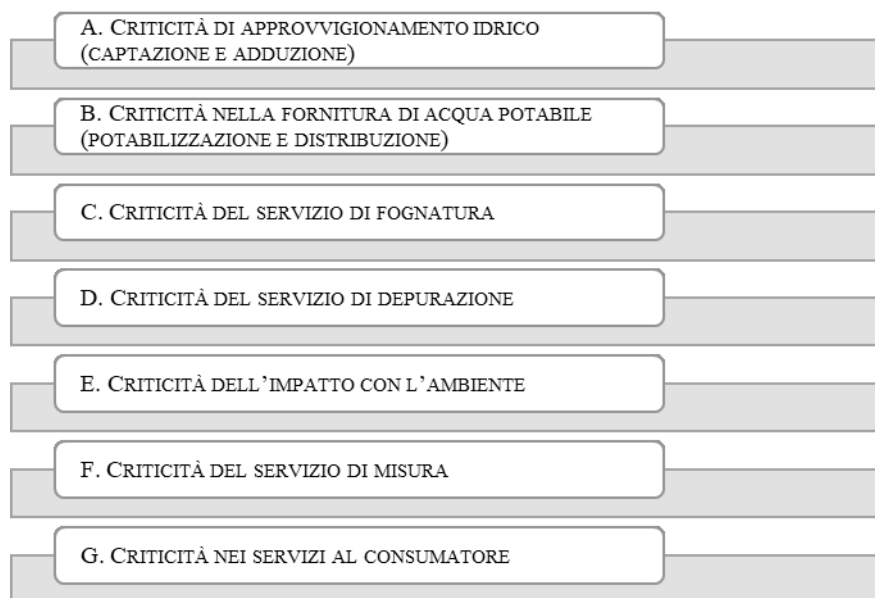 A. CRITICITÀ DI APPROVVIGIONAMENTO IDRICO
(CAPTAZIONE E ADDUZIONE)
B. CRITICITÀ NELLA FORNITURA DI ACQUA POTABILE
(POTABILIZZAZIONE E DISTRIBUZIONE)
C. CRITICITÀ DEL SERVIZIO DI FOGNATURA
D. CRITICITÀ DEL SERVIZIO DI DEPURAZIONE
E. CRITICITÀ DELL’IMPATTO CON L’AMBIENTE
F. CRITICITÀ DEL SERVIZIO DI MISURA
G. CRITICITÀ NEI SERVIZI AL CONSUMATORE